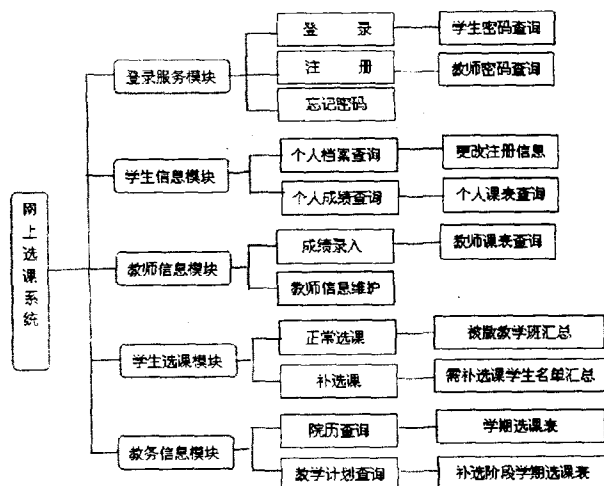 网上选课系统
登录服务模块
登 录
学生密码查询
注 册
教师密码查询
忘记密码
学生信息模块
个人档案查询
更改注册信息
个人成绩查询
个人课表查询
教师信息模块
成绩录入
教师课表查询
教师信息维护
学生选课模块
正常选课
被撤教学班汇总
补选课
需补选课学生名单汇总
教务信息模块
院历查询
学期选课表
教学计划查询
补选阶段学期选课表